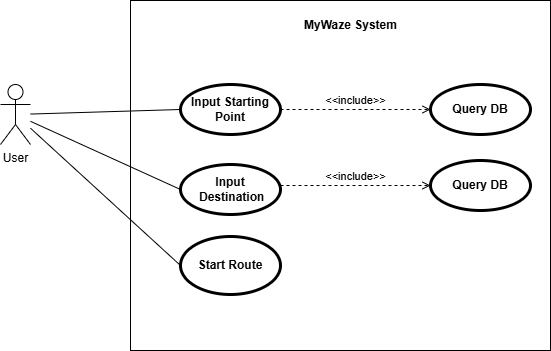 MyWaze System
Input Starting
Point
<<include>>
Query DB
User
Input
Destination
<<include>>
Query DB
Start Route